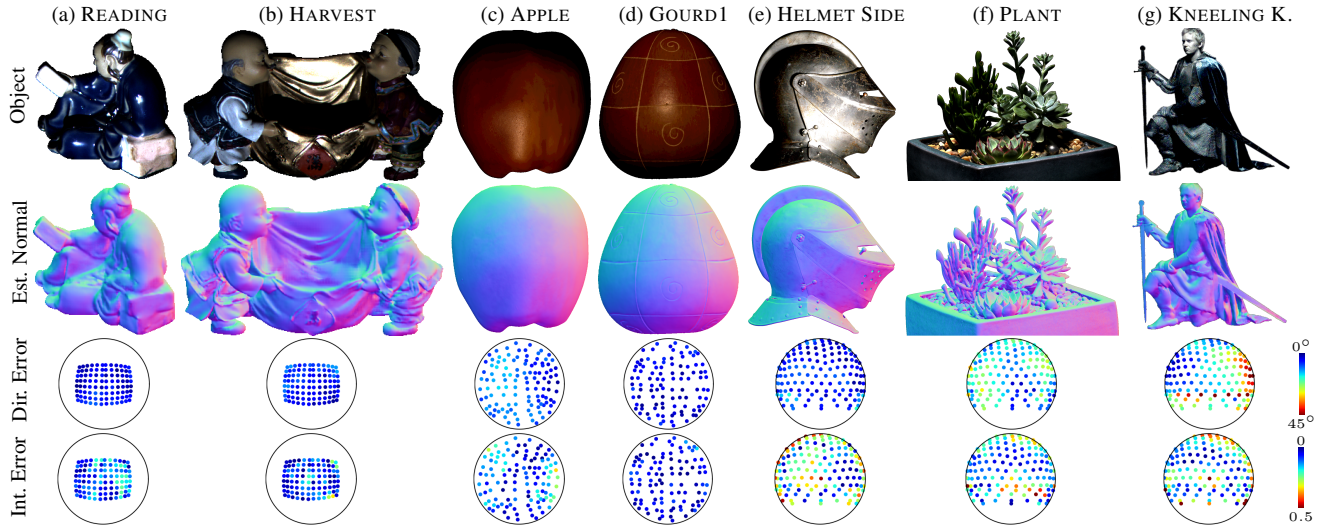 (a) READING (b) HARVEST (c) APPLE (d) GOURD1 (e) HELMET SIDE (f) PLANT (g) KNEELING K.
Object
Est. Normal
Dir. Error
0°
45°
Int. Error
0
0.5